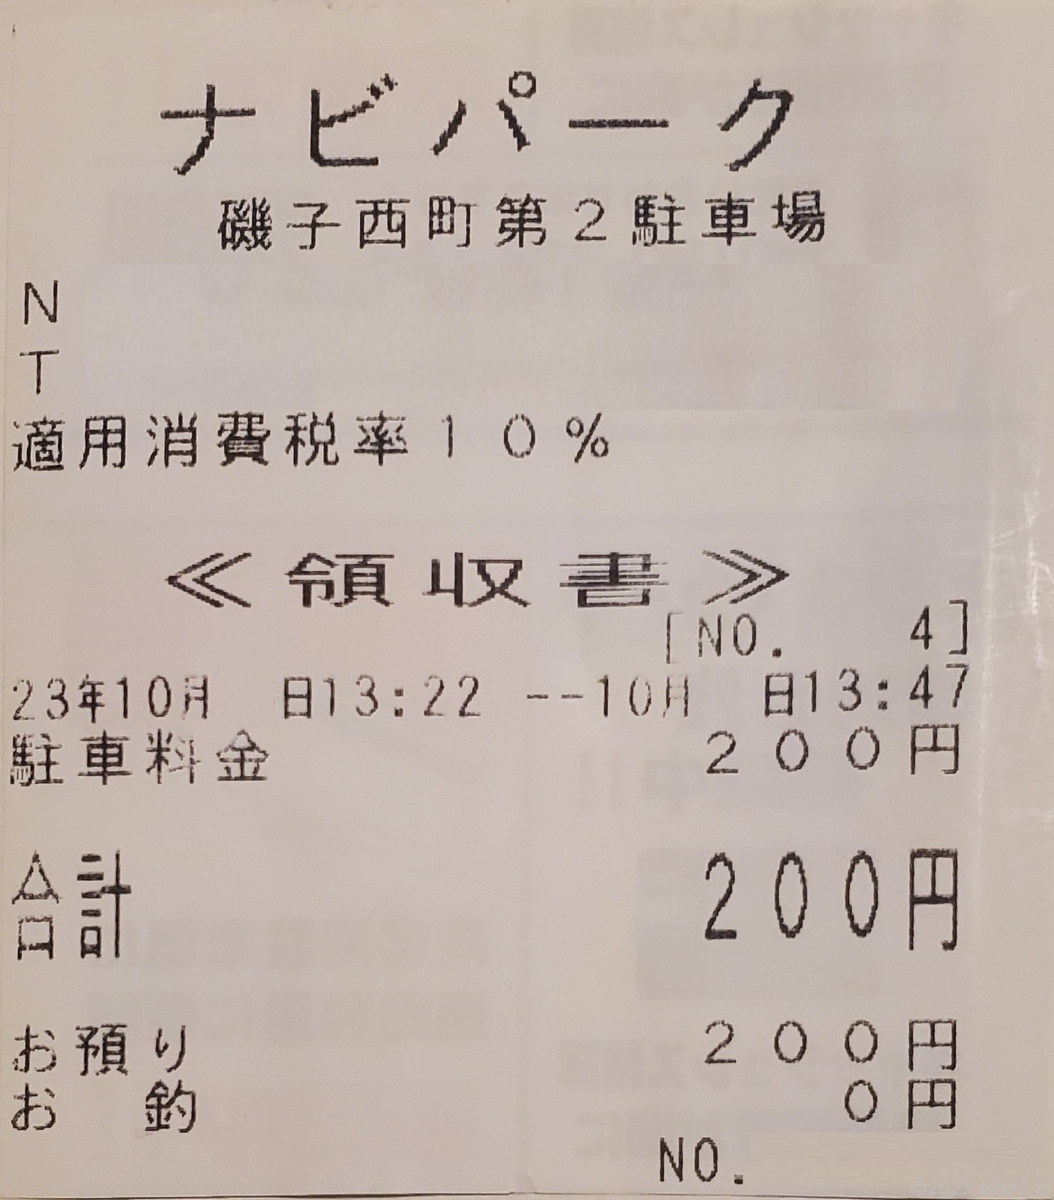 ナビパーク
磯子西町第2駐車場
N
T
適用消費税率10%
≪領収書≫
[NO. 4]
23年10月 日13:22 --10月 日13:47
駐車料金 200円
合計 200円
お預り 200円
お 釣 0円
NO.